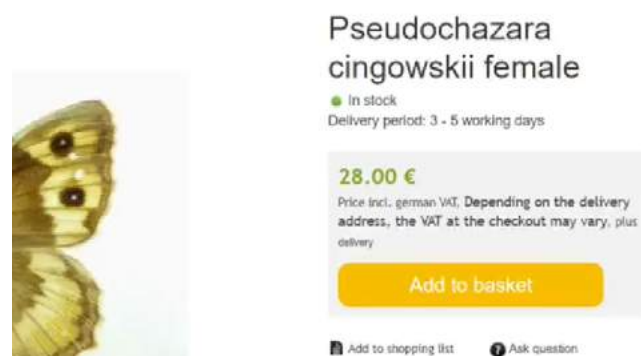 Pseudochazara
cingowskii female
In stock
Delivery period: 3 - 5 working days
28.00 €
Price incl. german VAT, Depending on the delivery
address, the VAT at the checkout may vary, plus
delivery
Add to basket
Add to shopping list
? Ask question